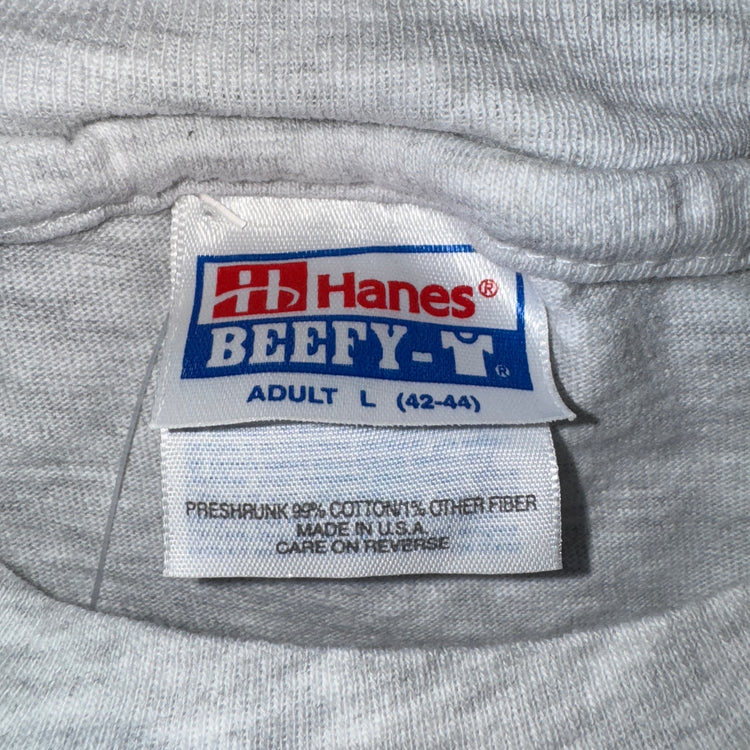 Hanes®
BEEFY-T®
ADULT L (42-44)
PRESHRUNK 99% COTTON/1% OTHER FIBER
MADE IN U.S.A.
CARE ON REVERSE